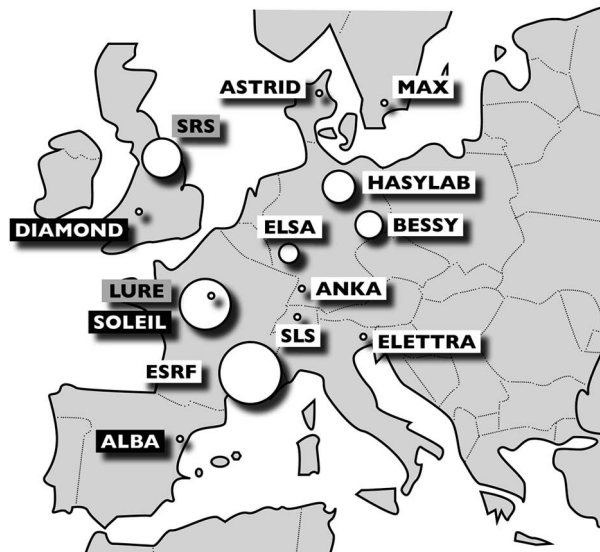 ASTRID
MAX
SRS
HASYLAB
DIAMOND
ELSA
BESSY
LURE
ANKA
SOLEIL
SLS
ELETTRA
ESRF
ALBA